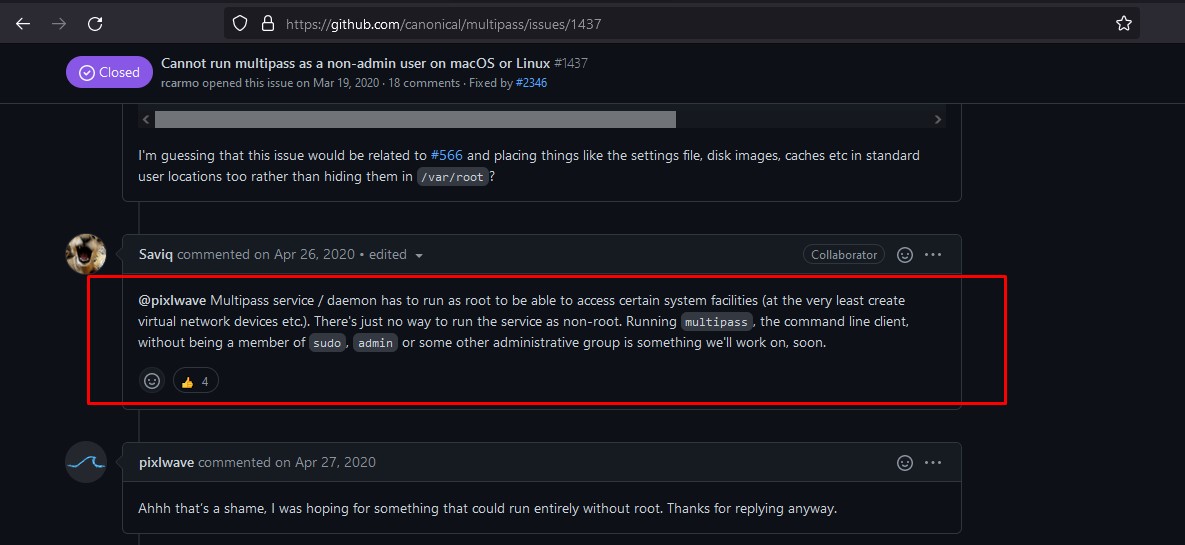 https://github.com/canonical/multipass/issues/1437
Closed
Cannot run multipass as a non-admin user on macOS or Linux #1437
rcarmo opened this issue on Mar 19, 2020 · 18 comments · Fixed by #2346
I'm guessing that this issue would be related to #566 and placing things like the settings file, disk images, caches etc in standard
user locations too rather than hiding them in /var/root?
Saviq commented on Apr 26, 2020 • edited
Collaborator
@pixlwave Multipass service / daemon has to run as root to be able to access certain system facilities (at the very least create
virtual network devices etc.). There's just no way to run the service as non-root. Running multipass, the command line client,
without being a member of sudo, admin or some other administrative group is something we'll work on, soon.
4
pixlwave commented on Apr 27, 2020
Ahhh that's a shame, I was hoping for something that could run entirely without root. Thanks for replying anyway.